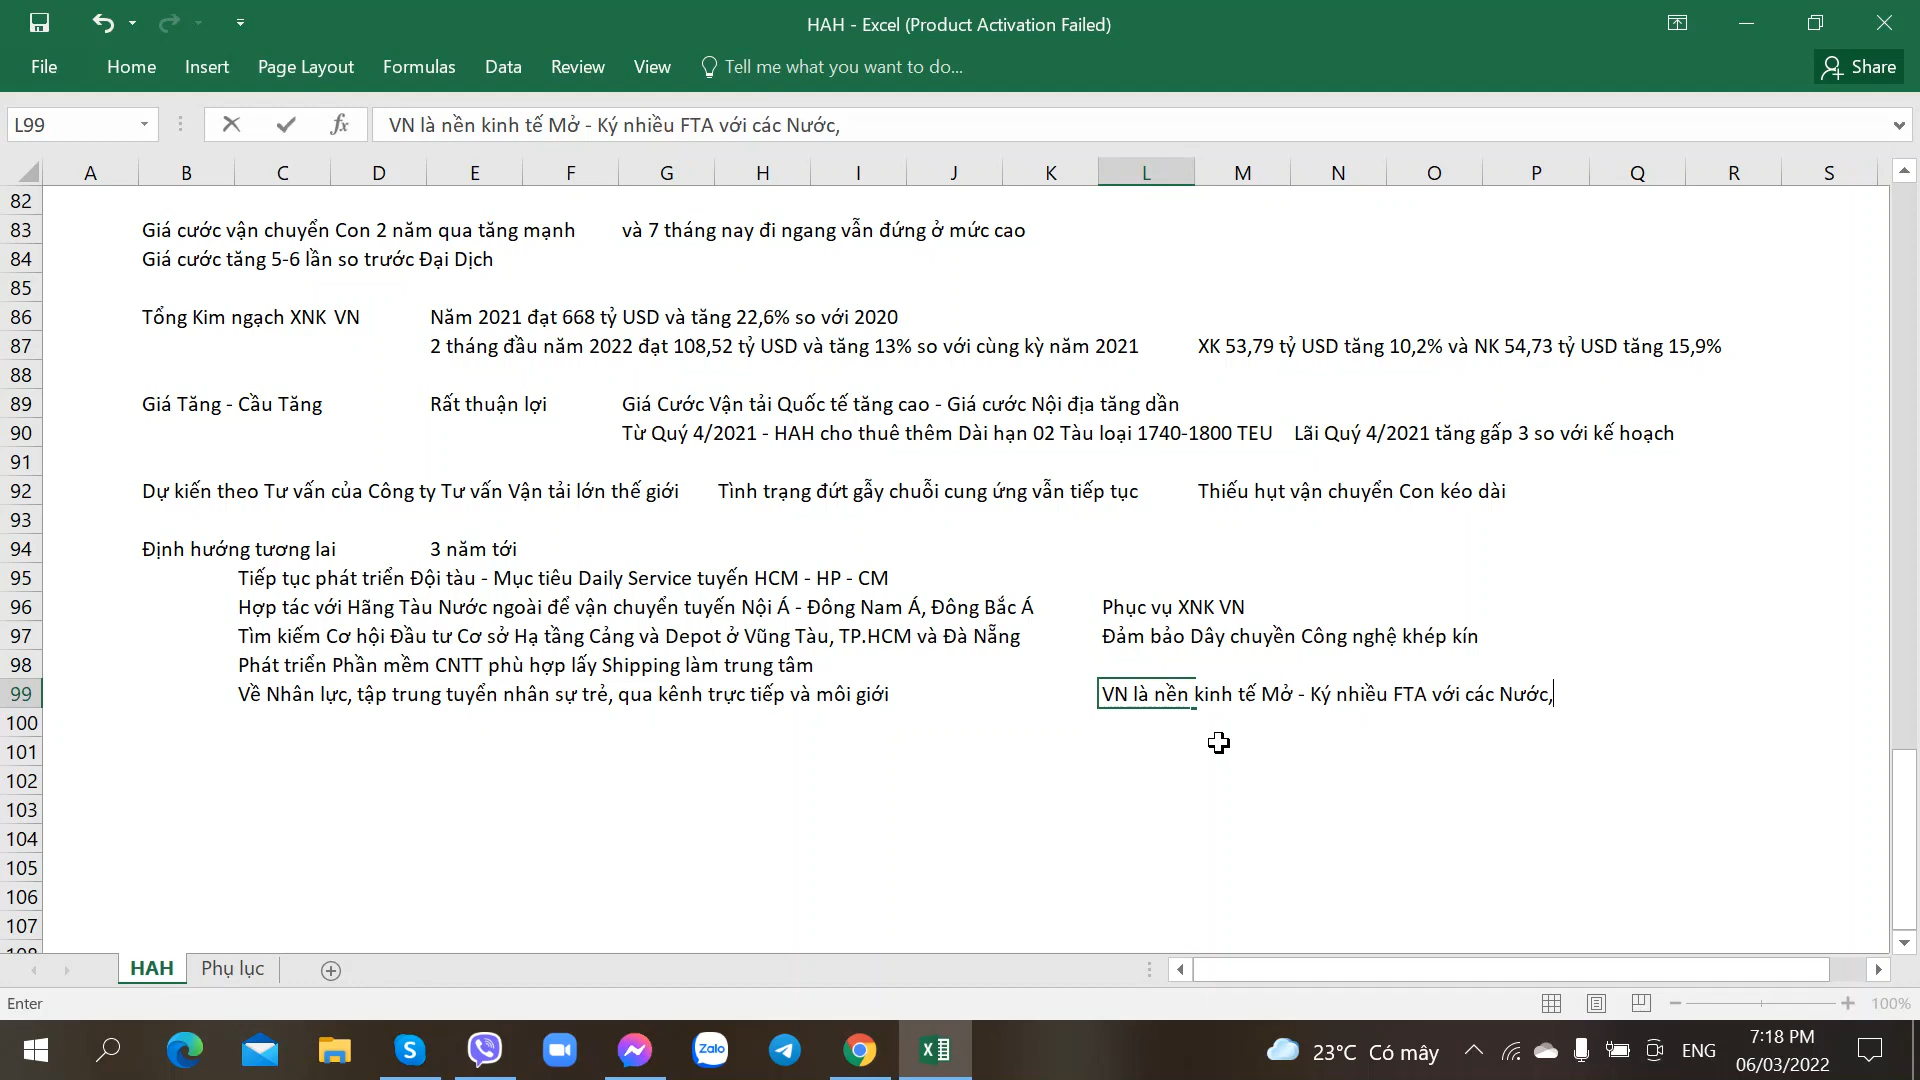 HAH - Excel (Product Activation Failed)
File Home Insert Page Layout Formulas Data Review View Tell me what you want to do... Share
L99 fx VN là nền kinh tế Mở - Ký nhiều FTA với các Nước,
A B C D E F G H I J K L M N O P Q R S
82
83 Giá cước vận chuyển Con 2 năm qua tăng mạnh và 7 tháng nay đi ngang vẫn đứng ở mức cao
84 Giá cước tăng 5-6 lần so trước Đại Dịch
85
86 Tổng Kim ngạch XNK VN Năm 2021 đạt 668 tỷ USD và tăng 22,6% so với 2020
87 2 tháng đầu năm 2022 đạt 108,52 tỷ USD và tăng 13% so với cùng kỳ năm 2021 XK 53,79 tỷ USD tăng 10,2% và NK 54,73 tỷ USD tăng 15,9%
88
89 Giá Tăng - Cầu Tăng Rất thuận lợi Giá Cước Vận tải Quốc tế tăng cao - Giá cước Nội địa tăng dần
90 Từ Quý 4/2021 - HAH cho thuê thêm Dài hạn 02 Tàu loại 1740-1800 TEU Lãi Quý 4/2021 tăng gấp 3 so với kế hoạch
91
92 Dự kiến theo Tư vấn của Công ty Tư vấn Vận tải lớn thế giới Tình trạng đứt gẫy chuỗi cung ứng vẫn tiếp tục Thiếu hụt vận chuyển Con kéo dài
93
94 Định hướng tương lai 3 năm tới
95 Tiếp tục phát triển Đội tàu - Mục tiêu Daily Service tuyến HCM - HP - CM
96 Hợp tác với Hãng Tàu Nước ngoài để vận chuyển tuyến Nội Á - Đông Nam Á, Đông Bắc Á Phục vụ XNK VN
97 Tìm kiếm Cơ hội Đầu tư Cơ sở Hạ tầng Cảng và Depot ở Vũng Tàu, TP.HCM và Đà Nẵng Đảm bảo Dây chuyền Công nghệ khép kín
98 Phát triển Phần mềm CNTT phù hợp lấy Shipping làm trung tâm
99 Về Nhân lực, tập trung tuyển nhân sự trẻ, qua kênh trực tiếp và môi giới VN là nền kinh tế Mở - Ký nhiều FTA với các Nước,
100
101
102
103
104
105
106
107
108
HAH Phụ lục
Enter 100%
Zalo 23°C Có mây ENG 7:18 PM
06/03/2022